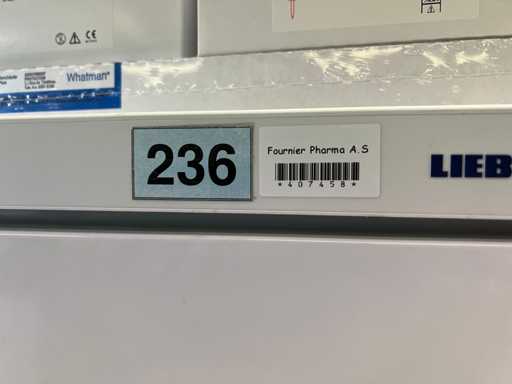 Whatman®
236
Fournier Pharma A.S
*407458*
LIEB